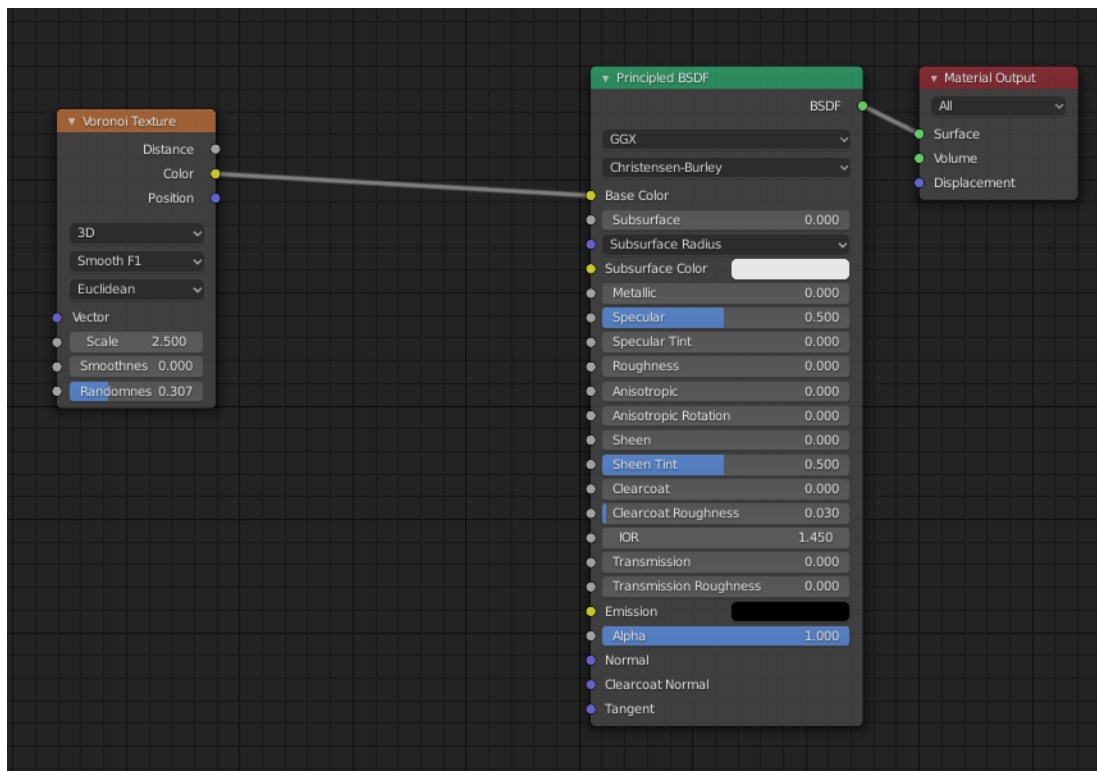 Voronoi Texture
Distance
Color
Position
3D
Smooth F1
Euclidean
Vector
Scale 2.500
Smoothnes 0.000
Randomnes 0.307
Principled BSDF
BSDF
GGX
Christensen-Burley
Base Color
Subsurface 0.000
Subsurface Radius
Subsurface Color
Metallic 0.000
Specular 0.500
Specular Tint 0.000
Roughness 0.000
Anisotropic 0.000
Anisotropic Rotation 0.000
Sheen 0.000
Sheen Tint 0.500
Clearcoat 0.000
Clearcoat Roughness 0.030
IOR 1.450
Transmission 0.000
Transmission Roughness 0.000
Emission
Alpha 1.000
Normal
Clearcoat Normal
Tangent
Material Output
All
Surface
Volume
Displacement